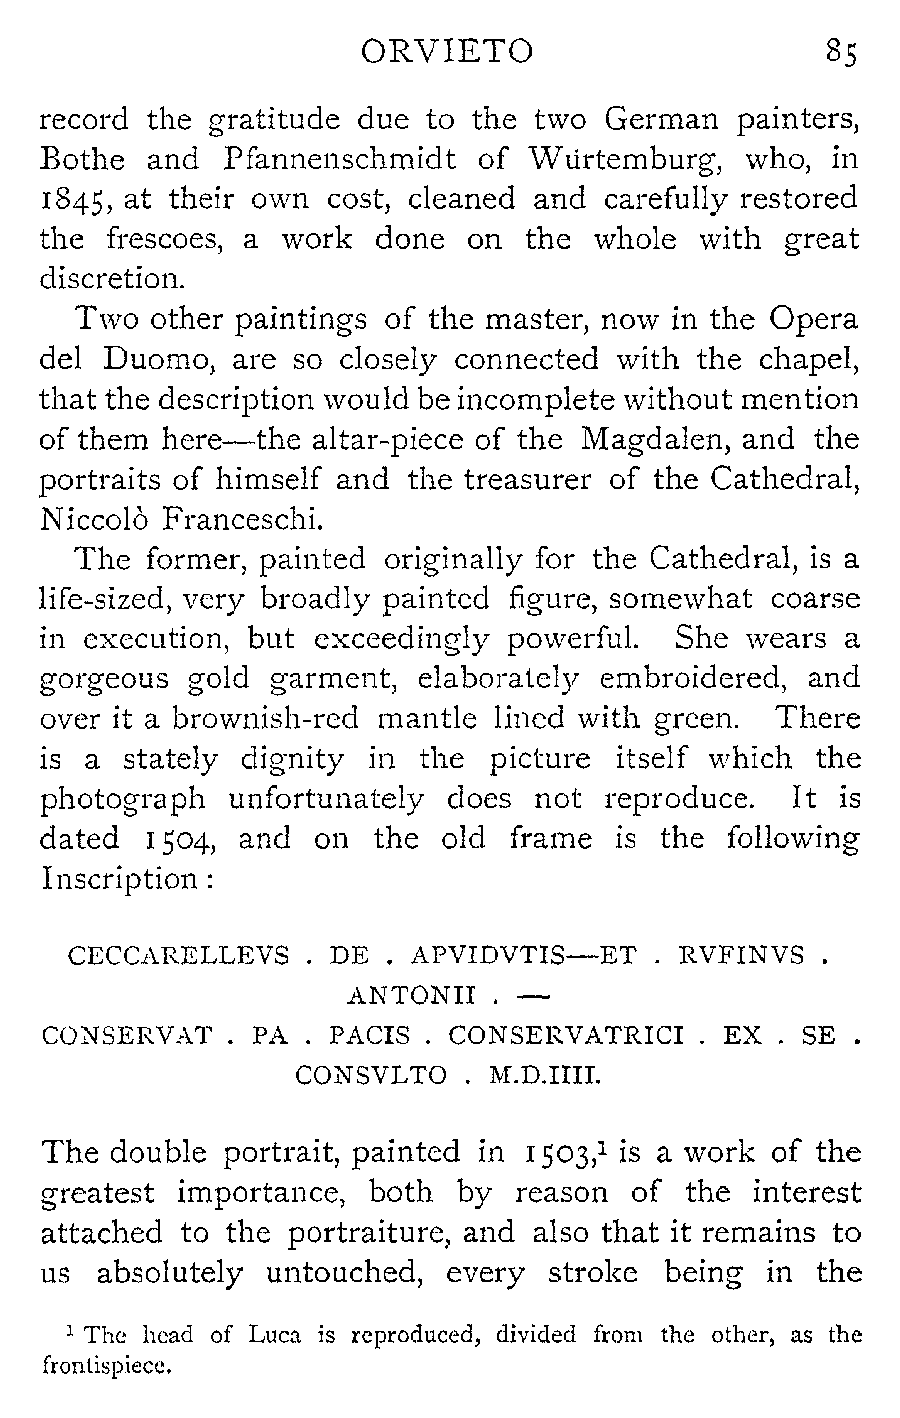 ORVIETO 85
record the gratitude due to the two German painters,
Bothe and Pfannenschmidt of Würtemburg, who, in
1845, at their own cost, cleaned and carefully restored
the frescoes, a work done on the whole with great
discretion.
Two other paintings of the master, now in the Opera
del Duomo, are so closely connected with the chapel,
that the description would be incomplete without mention
of them here—the altar-piece of the Magdalen, and the
portraits of himself and the treasurer of the Cathedral,
Niccolò Franceschi.
The former, painted originally for the Cathedral, is a
life-sized, very broadly painted figure, somewhat coarse
in execution, but exceedingly powerful. She wears a
gorgeous gold garment, elaborately embroidered, and
over it a brownish-red mantle lined with green. There
is a stately dignity in the picture itself which the
photograph unfortunately does not reproduce. It is
dated 1504, and on the old frame is the following
Inscription :
CECCARELLEVS . DE . APVIDVTIS—ET . RVFINVS .
ANTONII . —
CONSERVAT . PA . PACIS . CONSERVATRICI . EX . SE .
CONSVLTO . M.D.IIII.
The double portrait, painted in 1503,¹ is a work of the
greatest importance, both by reason of the interest
attached to the portraiture, and also that it remains to
us absolutely untouched, every stroke being in the
¹ The head of Luca is reproduced, divided from the other, as the
frontispiece.